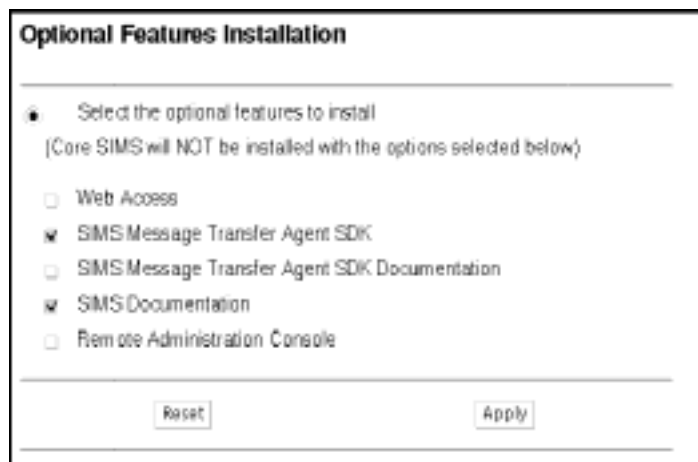 Optional Features Installation
Select the optional features to install
(Core SIMS will NOT be installed with the options selected below)
Web Access
SIMS Message Transfer Agent SDK
SIMS Message Transfer Agent SDK Documentation
SIMS Documentation
Remote Administration Console
Reset Apply